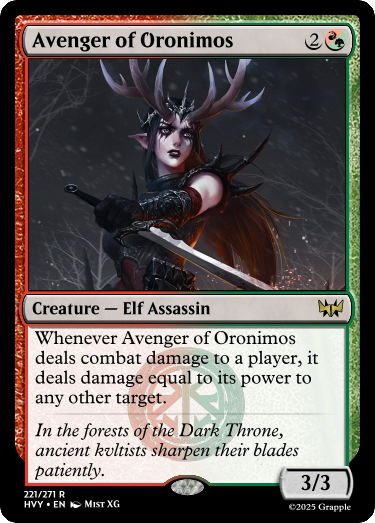 Avenger of Oronimos 2
Creature — Elf Assassin
Whenever Avenger of Oronimos
deals combat damage to a player, it
deals damage equal to its power to
any other target.
In the forests of the Dark Throne,
ancient kvltists sharpen their blades
patiently.
3/3
221/271 R
HVY • EN Mist XG
©2025 Grapple